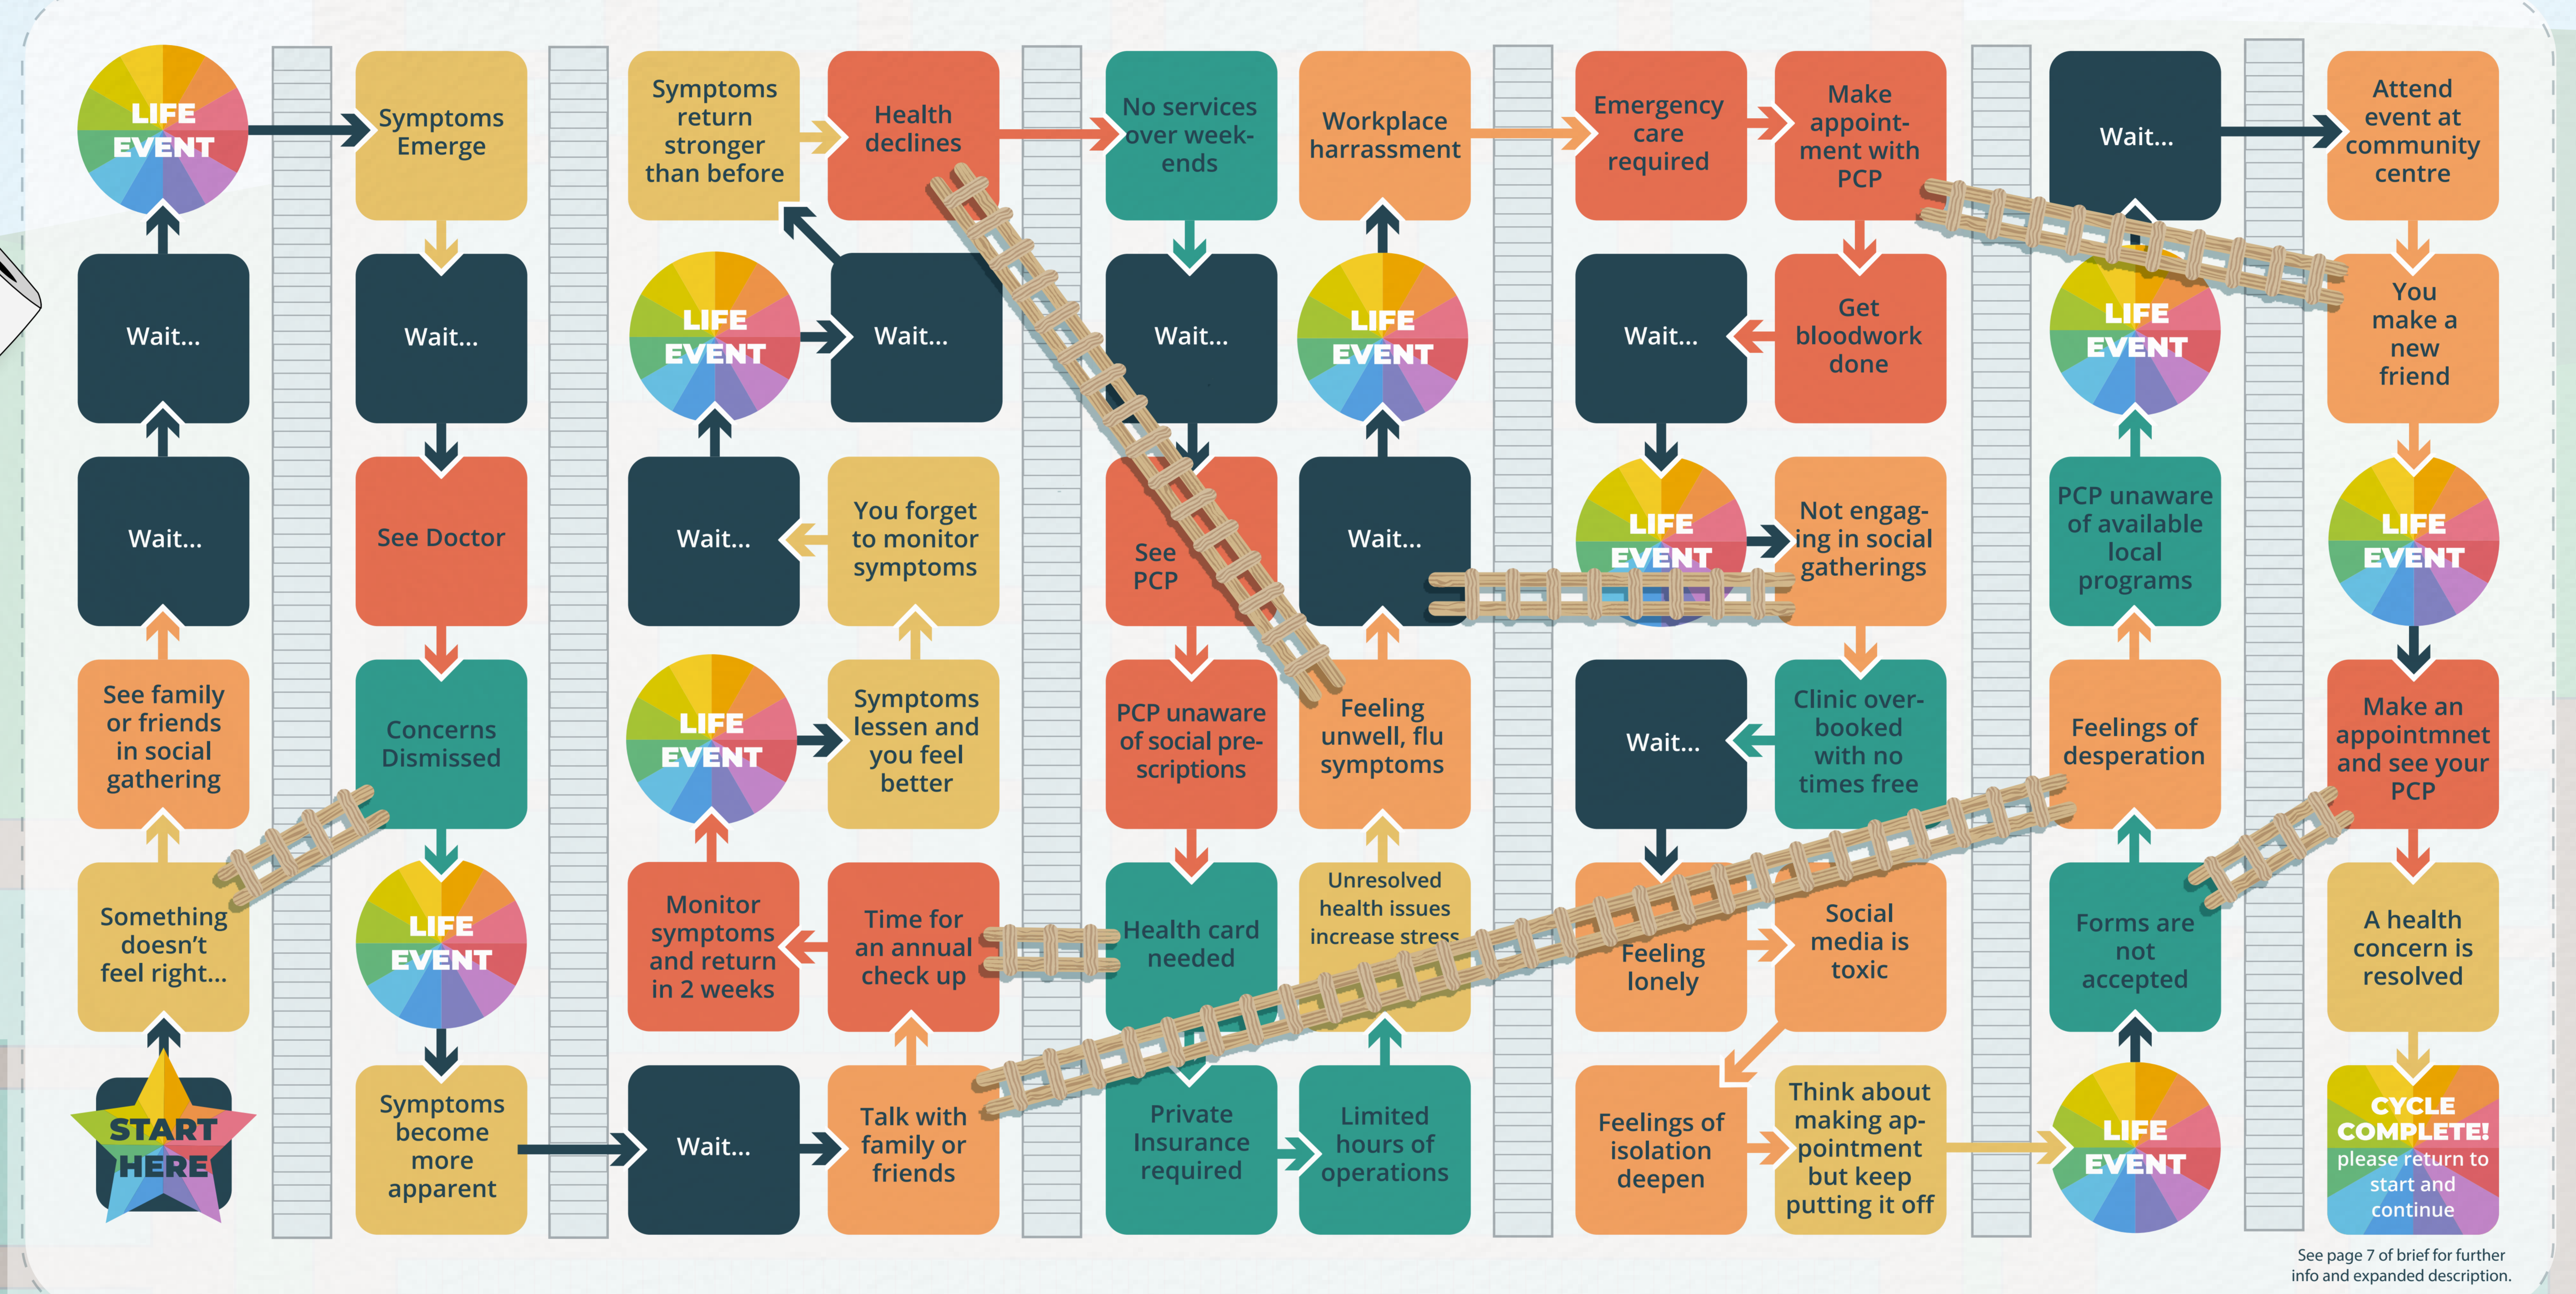 START
HERE
Something
doesn't
feel right...
See family
or friends
in social
gathering
Wait...
Wait...
LIFE
EVENT
Symptoms
Emerge
Wait...
See Doctor
Concerns
Dismissed
LIFE
EVENT
Symptoms
become
more
apparent
Wait...
Talk with
family or
friends
Time for
an annual
check up
Monitor
symptoms
and return
in 2 weeks
LIFE
EVENT
Symptoms
lessen and
you feel
better
You forget
to monitor
symptoms
Wait...
LIFE
EVENT
Wait...
Symptoms
return
stronger
than before
Health
declines
No services
over week-
ends
Wait...
See
PCP
PCP unaware
of social pre-
scriptions
Health card
needed
Private
Insurance
required
Limited
hours of
operations
Unresolved
health issues
increase stress
Feeling
unwell, flu
symptoms
Wait...
LIFE
EVENT
Workplace
harrassment
Emergency
care
required
Make
appoint-
ment with
PCP
Get
bloodwork
done
Wait...
LIFE
EVENT
Not engag-
ing in social
gatherings
Clinic over-
booked
with no
times free
Wait...
Feeling
lonely
Social
media is
toxic
Feelings of
isolation
deepen
Think about
making ap-
pointment
but keep
putting it off
LIFE
EVENT
Forms are
not
accepted
Feelings of
desperation
PCP unaware
of available
local
programs
LIFE
EVENT
Wait...
Attend
event at
community
centre
You
make a
new
friend
LIFE
EVENT
Make an
appointmnet
and see your
PCP
A health
concern is
resolved
CYCLE
COMPLETE!
please return to
start and
continue
See page 7 of brief for further
info and expanded description.